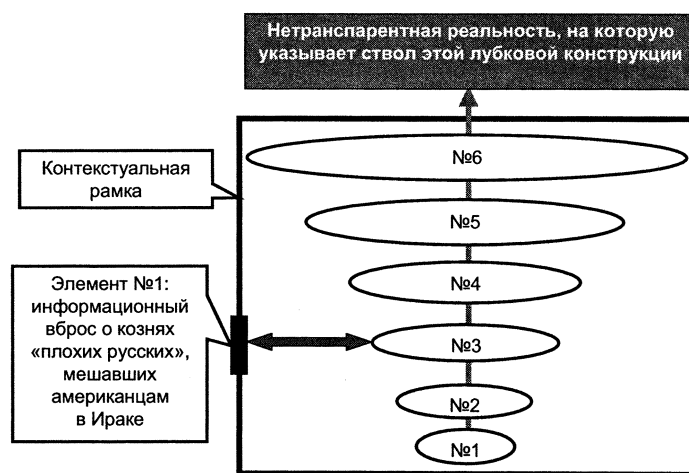 Нетранспарентная реальность, на которую
указывает ствол этой лубковой конструкции
№6
Контекстуальная
рамка
№5
№4
Элемент №1:
информационный
вброс о кознях
«плохих русских»,
мешавших
американцам
в Ираке
№3
№2
№1